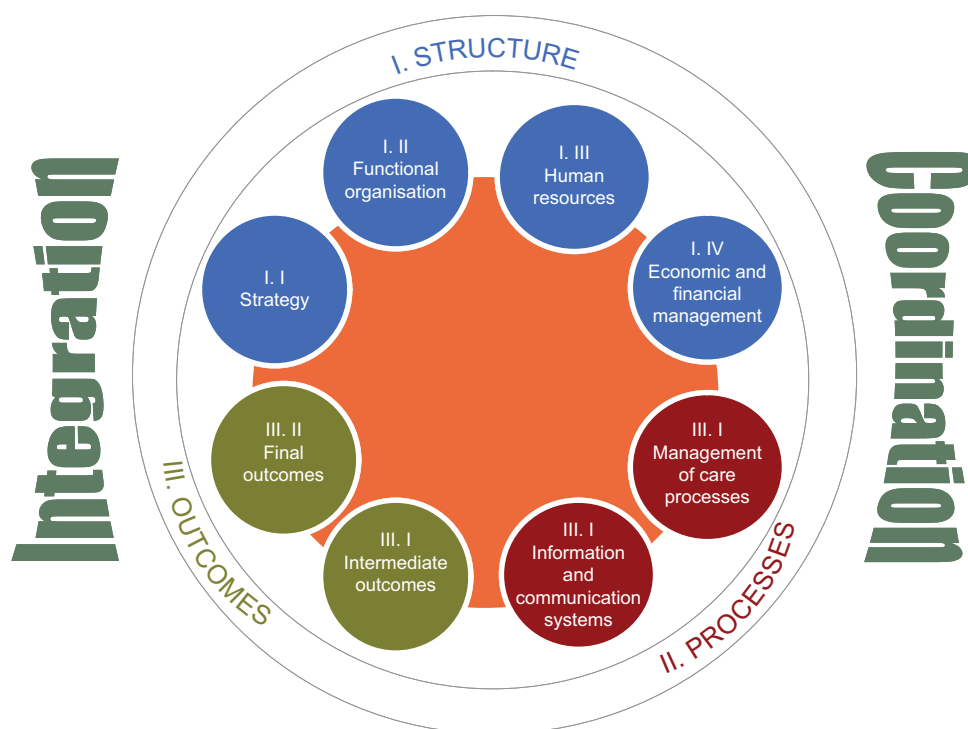 I. STRUCTURE
Integration
Coordination
I. II
Functional
organisation
I. III
Human
resources
I. I
Strategy
I. IV
Economic and
financial
management
III. II
Final
outcomes
III. I
Management
of care
processes
III. I
Intermediate
outcomes
III. I
Information
and
communication
systems
III. OUTCOMES
II. PROCESSES